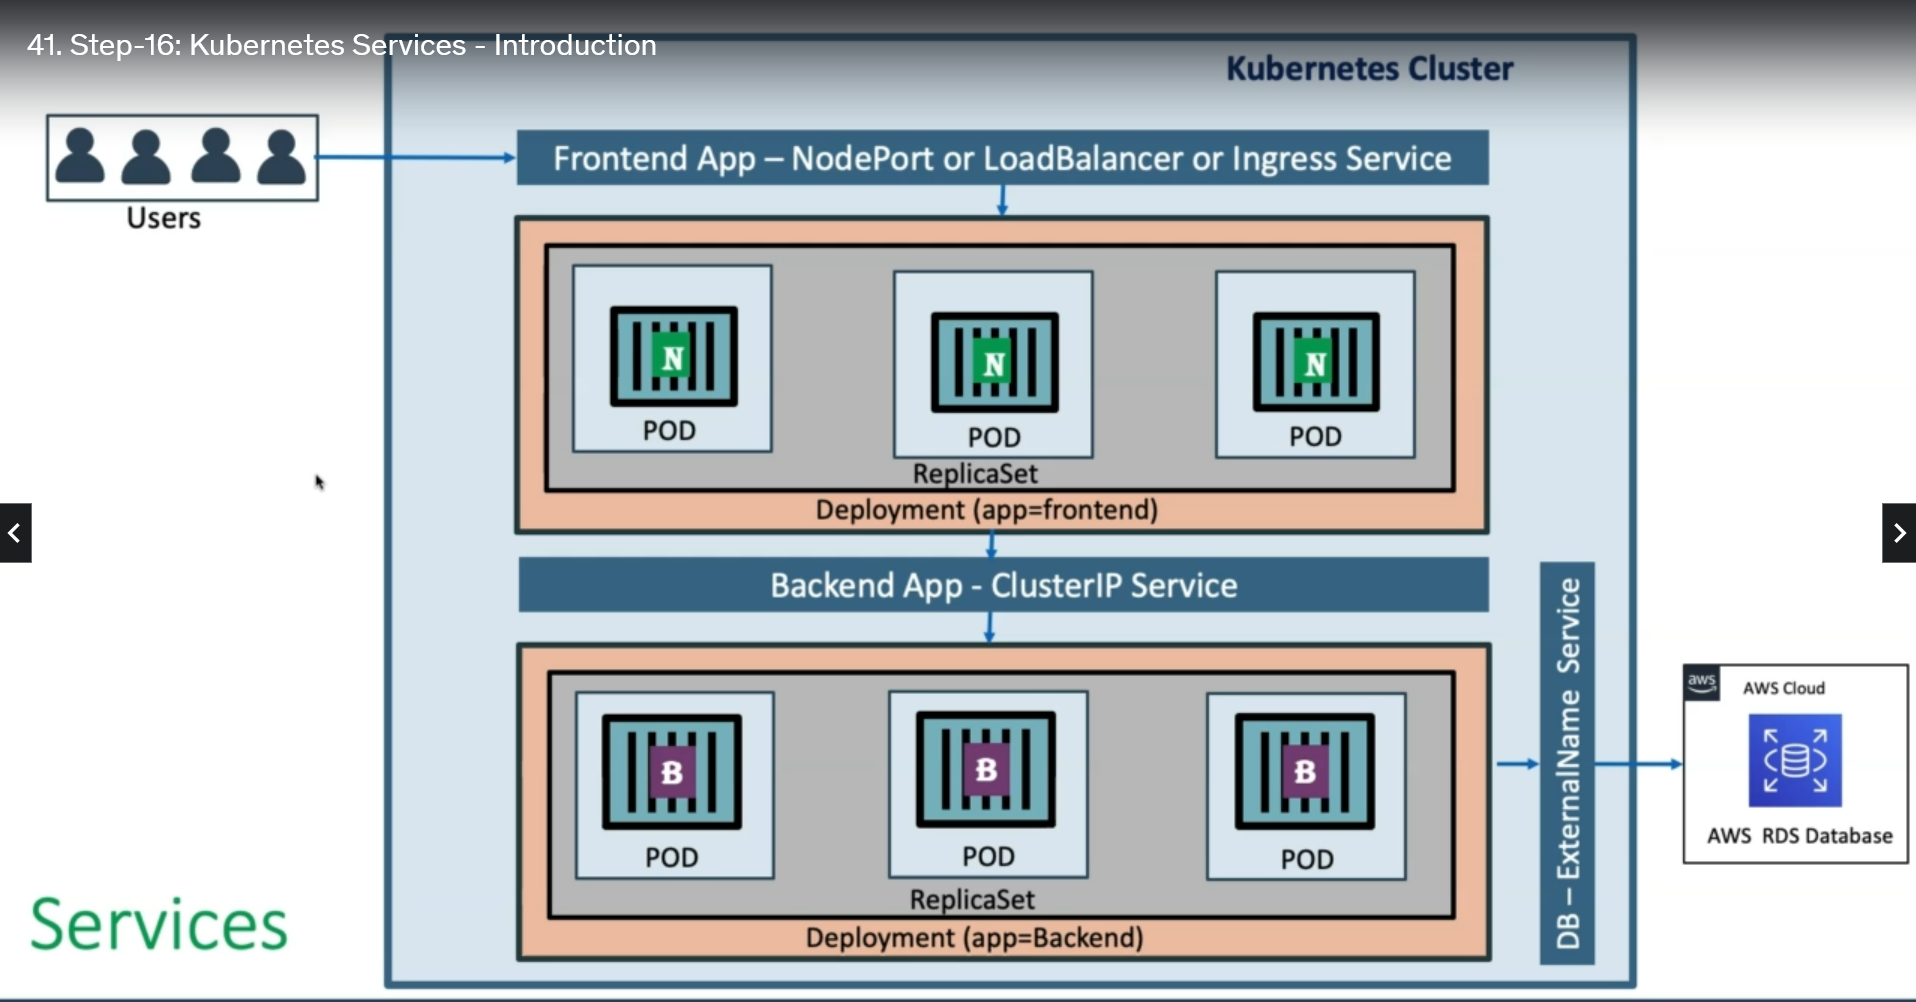 41. Step-16: Kubernetes Services - Introduction
Kubernetes Cluster
Users
Frontend App – NodePort or LoadBalancer or Ingress Service
N
POD
N
POD
N
POD
ReplicaSet
Deployment (app=frontend)
Backend App - ClusterIP Service
B
POD
B
POD
B
POD
ReplicaSet
Deployment (app=Backend)
DB – ExternalName Service
aws
AWS Cloud
AWS RDS Database
Services